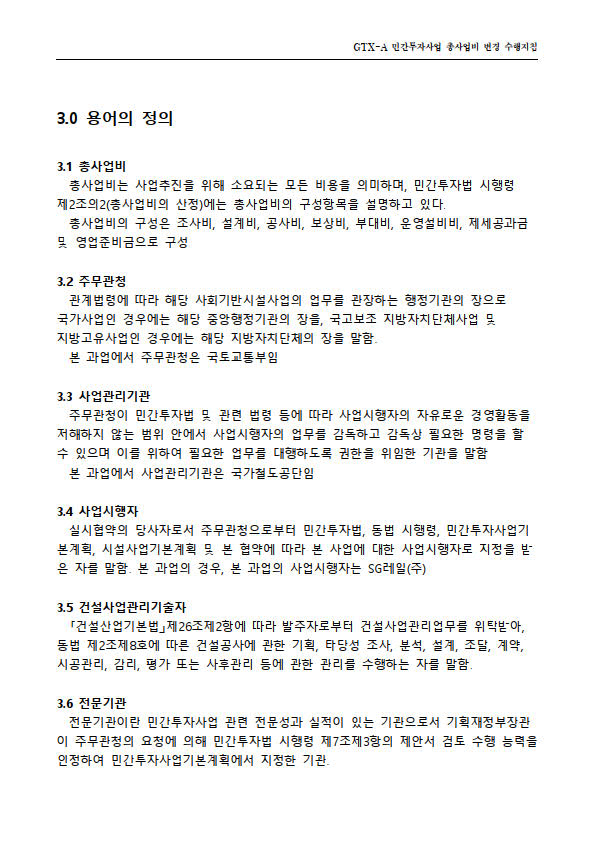 GTX-A 민간투자사업 총사업비 변경 수행지침
3.0 용어의 정의
3.1 총사업비
총사업비는 사업추진을 위해 소요되는 모든 비용을 의미하며, 민간투자법 시행령
제2조의2(총사업비의 산정)에는 총사업비의 구성항목을 설명하고 있다.
총사업비의 구성은 조사비, 설계비, 공사비, 보상비, 부대비, 운영설비비, 제세공과금
및 영업준비금으로 구성
3.2 주무관청
관계법령에 따라 해당 사회기반시설사업의 업무를 관장하는 행정기관의 장으로
국가사업인 경우에는 해당 중앙행정기관의 장을, 국고보조 지방자치단체사업 및
지방고유사업인 경우에는 해당 지방자치단체의 장을 말함.
본 과업에서 주무관청은 국토교통부임
3.3 사업관리기관
주무관청이 민간투자법 및 관련 법령 등에 따라 사업시행자의 자유로운 경영활동을
저해하지 않는 범위 안에서 사업시행자의 업무를 감독하고 감독상 필요한 명령을 할
수 있으며 이를 위하여 필요한 업무를 대행하도록 권한을 위임한 기관을 말함
본 과업에서 사업관리기관은 국가철도공단임
3.4 사업시행자
실시협약의 당사자로서 주무관청으로부터 민간투자법, 동법 시행령, 민간투자사업기
본계획, 시설사업기본계획 및 본 협약에 따라 본 사업에 대한 사업시행자로 지정을 받
은 자를 말함. 본 과업의 경우, 본 과업의 사업시행자는 SG레일(주)
3.5 건설사업관리기술자
「건설산업기본법」제26조제2항에 따라 발주자로부터 건설사업관리업무를 위탁받아,
동법 제2조제8호에 따른 건설공사에 관한 기획, 타당성 조사, 분석, 설계, 조달, 계약,
시공관리, 감리, 평가 또는 사후관리 등에 관한 관리를 수행하는 자를 말함.
3.6 전문기관
전문기관이란 민간투자사업 관련 전문성과 실적이 있는 기관으로서 기획재정부장관
이 주무관청의 요청에 의해 민간투자법 시행령 제7조제3항의 제안서 검토 수행 능력을
인정하여 민간투자사업기본계획에서 지정한 기관.